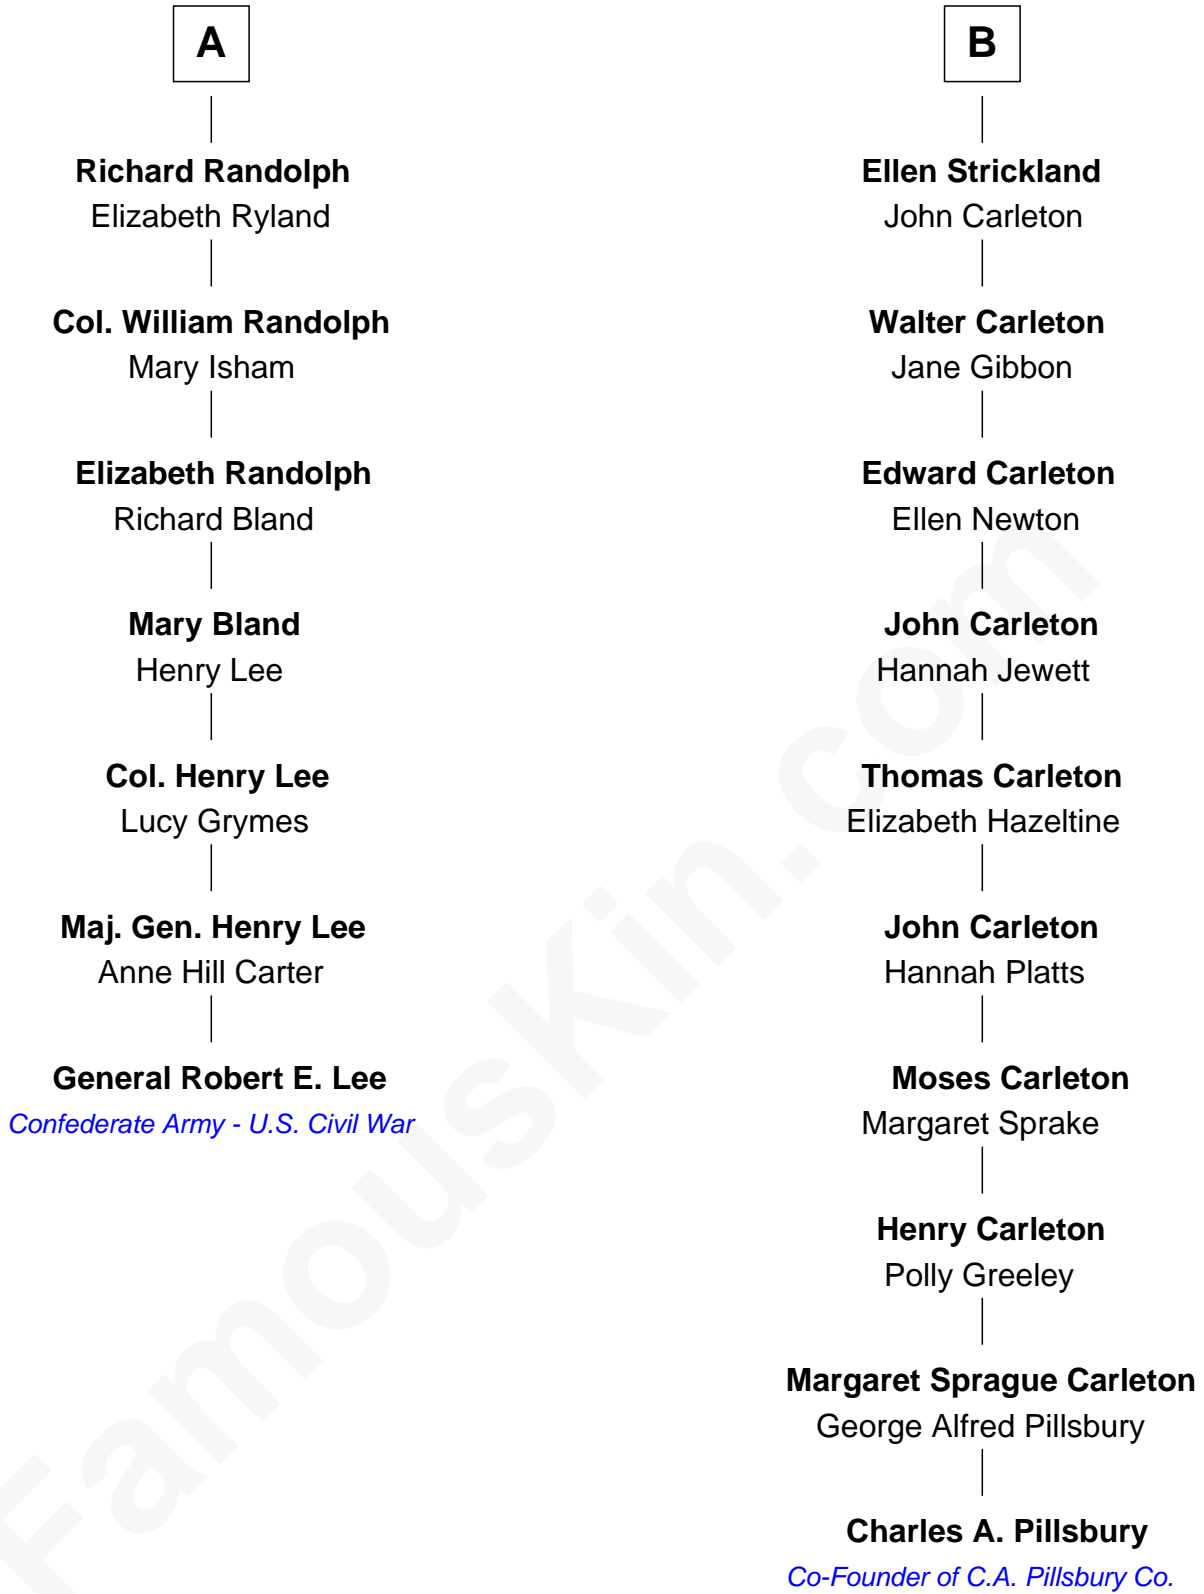 A
Richard Randolph
Elizabeth Ryland
Col. William Randolph
Mary Isham
Elizabeth Randolph
Richard Bland
Mary Bland
Henry Lee
Col. Henry Lee
Lucy Grymes
Maj. Gen. Henry Lee
Anne Hill Carter
General Robert E. Lee
Confederate Army - U.S. Civil War
B
Ellen Strickland
John Carleton
Walter Carleton
Jane Gibbon
Edward Carleton
Ellen Newton
John Carleton
Hannah Jewett
Thomas Carleton
Elizabeth Hazeltine
John Carleton
Hannah Platts
Moses Carleton
Margaret Sprake
Henry Carleton
Polly Greeley
Margaret Sprague Carleton
George Alfred Pillsbury
Charles A. Pillsbury
Co-Founder of C.A. Pillsbury Co.
FamousKin.com